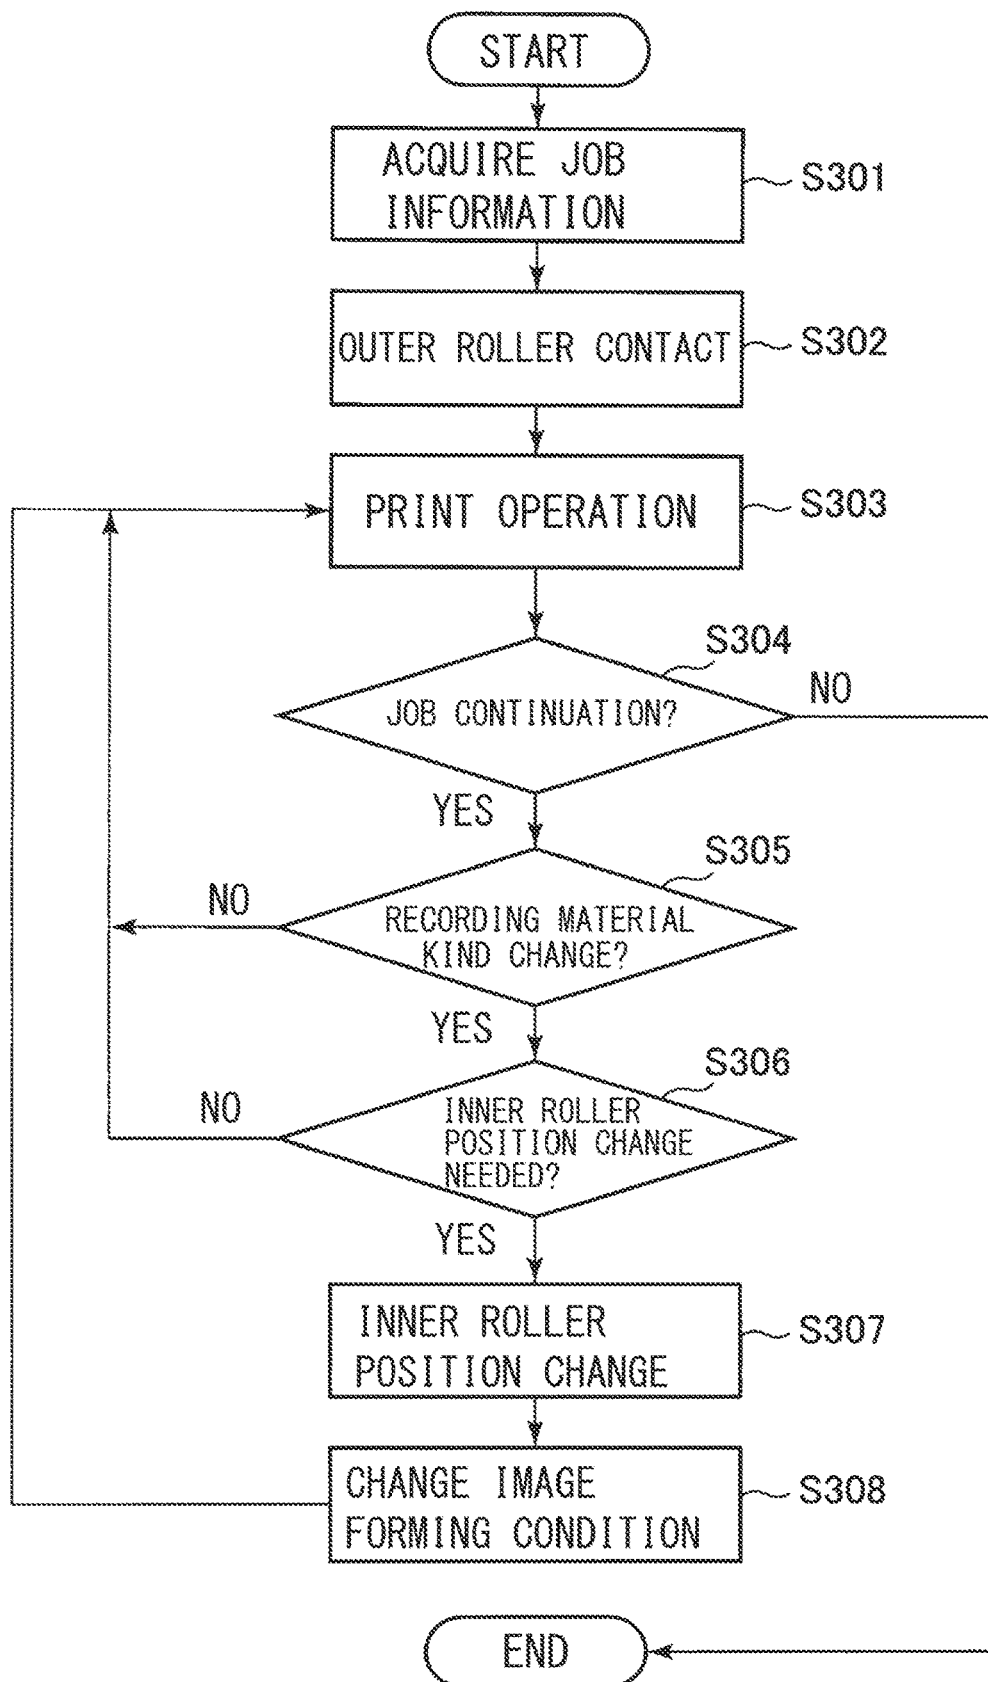 START
ACQUIRE JOB
INFORMATION
S301
OUTER ROLLER CONTACT
S302
PRINT OPERATION
S303
S304
JOB CONTINUATION?
NO
YES
S305
RECORDING MATERIAL
KIND CHANGE?
NO
YES
S306
INNER ROLLER
POSITION CHANGE
NEEDED?
NO
YES
INNER ROLLER
POSITION CHANGE
S307
CHANGE IMAGE
FORMING CONDITION
S308
END